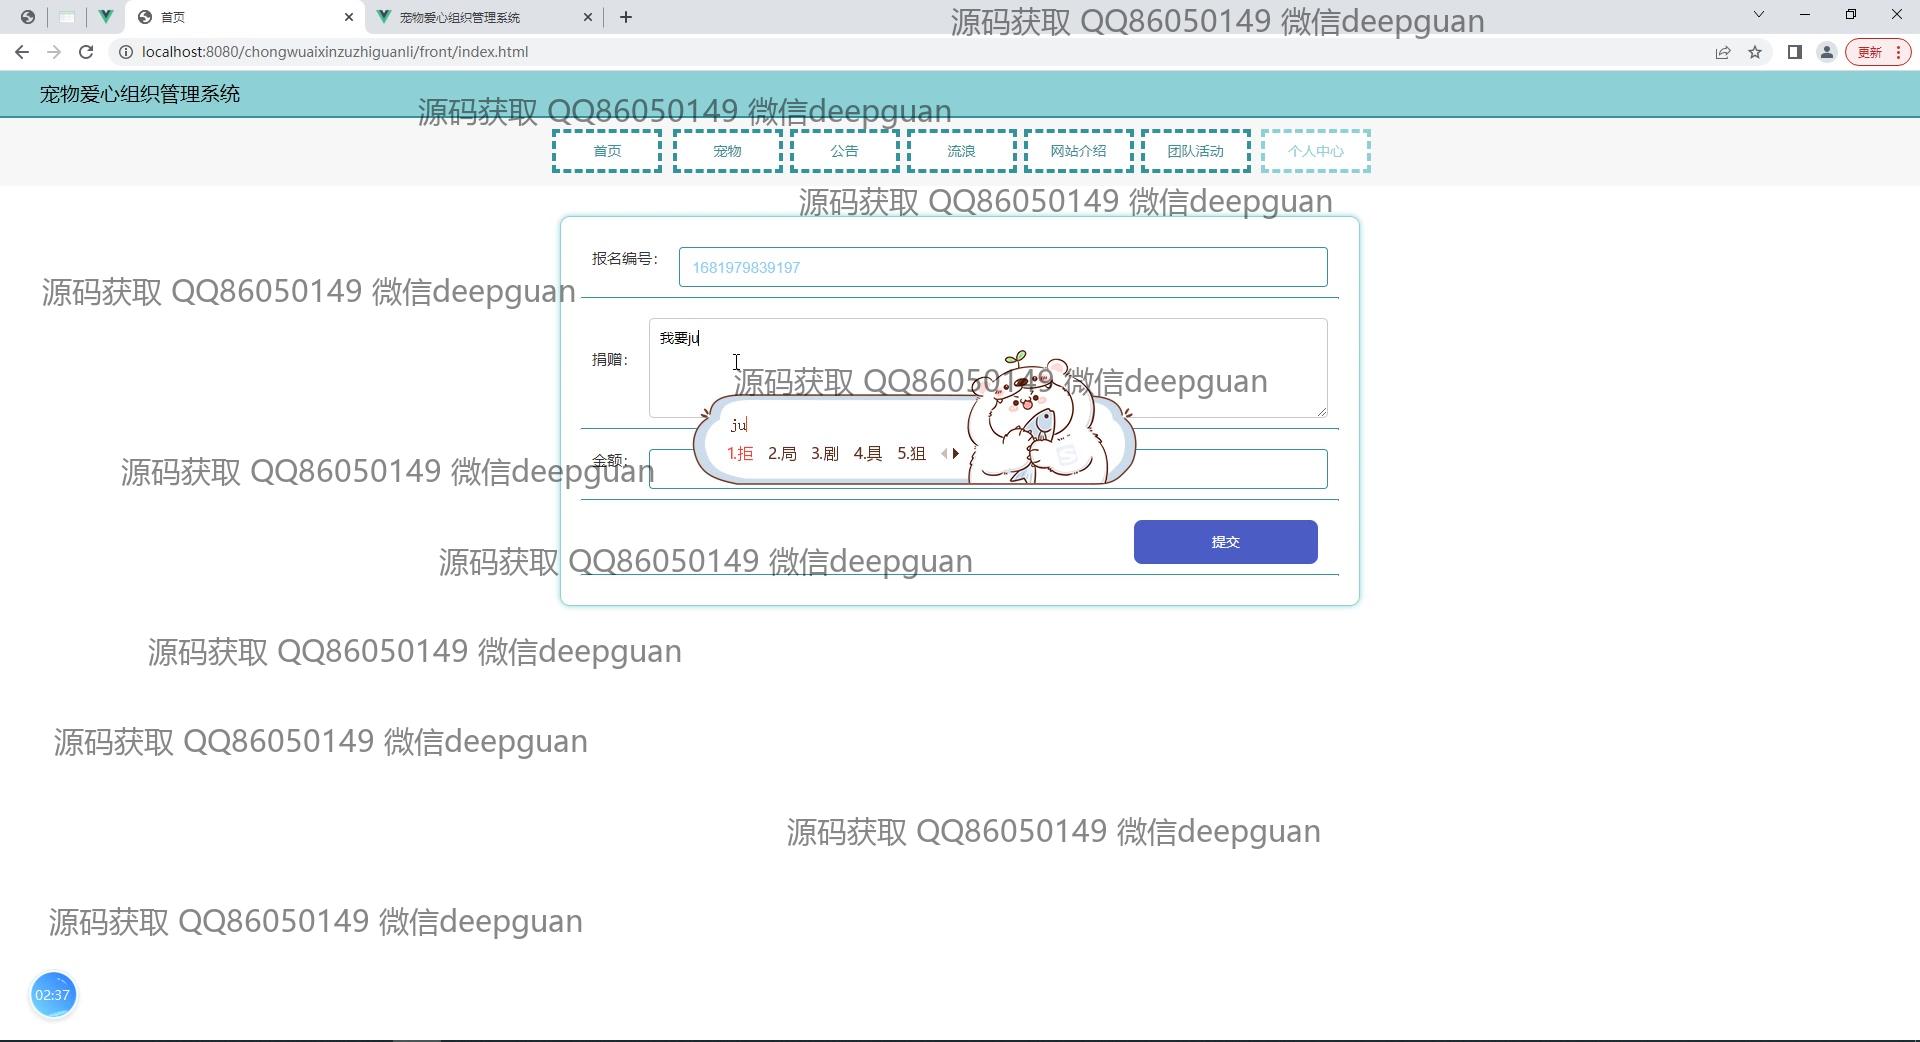 首页
宠物爱心组织管理系统
源码获取 QQ86050149 微信deepguan
localhost:8080/chongwuaixinzuzhiguanli/front/index.html
更新
宠物爱心组织管理系统
源码获取 QQ86050149 微信deepguan
首页
宠物
公告
流浪
网站介绍
团队活动
个人中心
源码获取 QQ86050149 微信deepguan
报名编号：
1681979839197
源码获取 QQ86050149 微信deepguan
我要ju
捐赠：
源码获取 QQ86050149 微信deepguan
ju
1.拒 2.局 3.剧 4.具 5.狙
金额：
源码获取 QQ86050149 微信deepguan
提交
源码获取 QQ86050149 微信deepguan
源码获取 QQ86050149 微信deepguan
源码获取 QQ86050149 微信deepguan
源码获取 QQ86050149 微信deepguan
源码获取 QQ86050149 微信deepguan
02:37